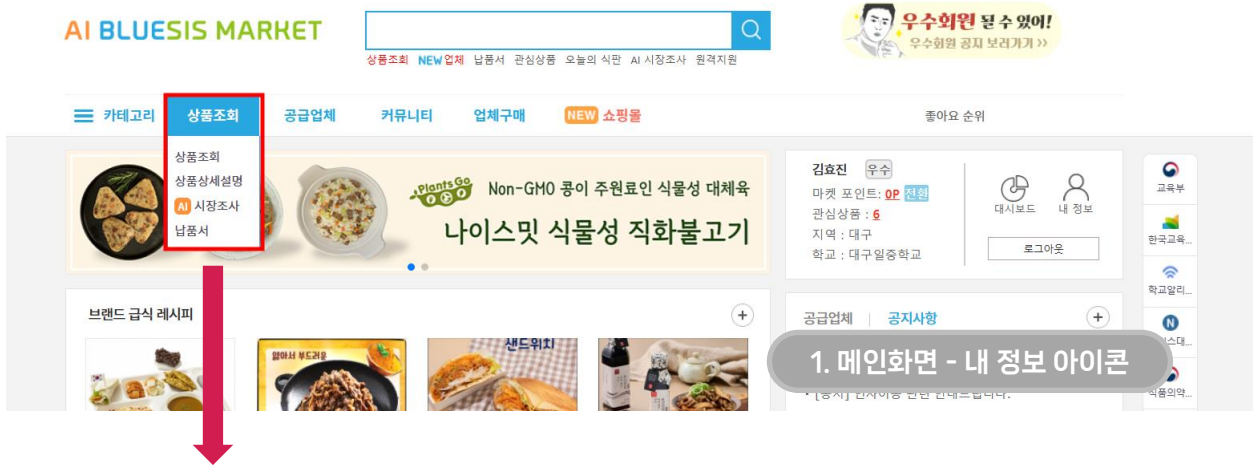 AI BLUESIS MARKET
우수회원 될 수 있어!
우수회원 공지 보러가기 >>
상품조회 NEW업체 납품서 관심상품 오늘의 식판 AI 시장조사 원격지원
카테고리 상품조회 공급업체 커뮤니티 업체구매 NEW 쇼핑몰 좋아요 순위
상품조회
상품상세설명
AI 시장조사
납품서
Plants Go Non-GMO 콩이 주원료인 식물성 대체육
나이스밋 식물성 직화불고기
김효진 우수
마켓 포인트: 0P 전환
관심상품 : 6
지역 : 대구
학교 : 대구일중학교
대시보드 내 정보
로그아웃
교육부
한국교육...
학교알리...
브랜드 급식 레시피
공급업체 공지사항
샌드위치
1. 메인화면 - 내 정보 아이콘
식품의약...